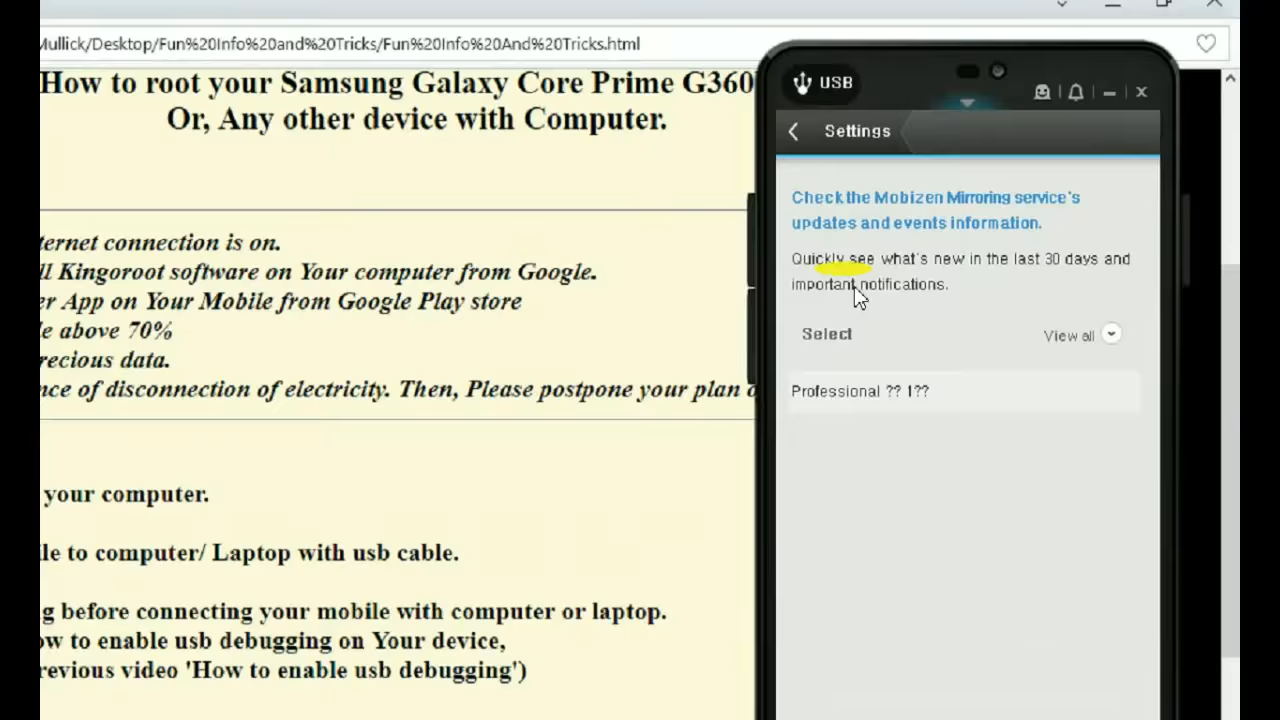 Mullick/Desktop/Fun%20Info%20and%20Tricks/Fun%20Info%20And%20Tricks.html
How to root your Samsung Galaxy Core Prime G360
Or, Any other device with Computer.
ternet connection is on.
ll Kingoroot software on Your computer from Google.
er App on Your Mobile from Google Play store
le above 70%
recious data.
nce of disconnection of electricity. Then, Please postpone your plan o
your computer.
ile to computer/ Laptop with usb cable.
g before connecting your mobile with computer or laptop.
ow to enable usb debugging on Your device,
revious video 'How to enable usb debugging')
USB
Settings
Check the Mobizen Mirroring service's
updates and events information.
Quickly see what's new in the last 30 days and
important notifications.
Select
View all
Professional ?? 1??